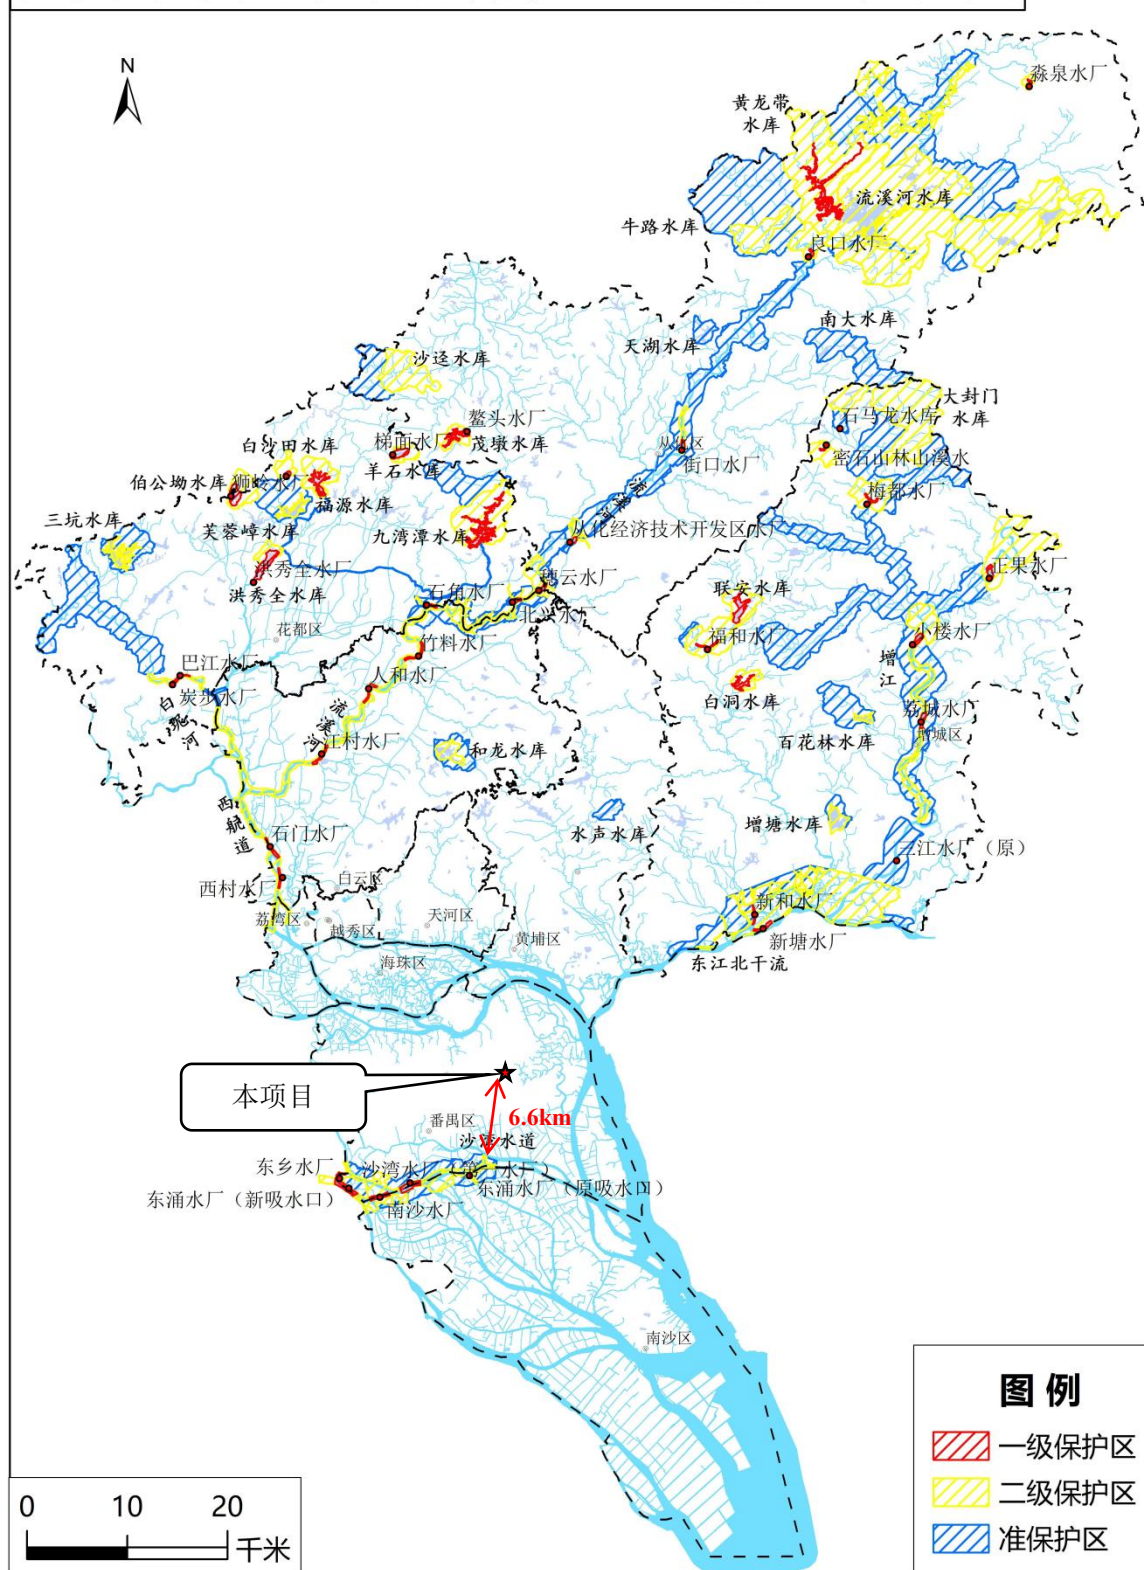 N
淼泉水厂
黄龙带
水库
流溪河水库
牛路水库
良口水厂
南大水库
天湖水库
沙迳水库
大封门
水库
石马龙水库
鳌头水厂
梯面水厂
茂墩水库
从化区
街口水厂
密石山林山溪水
白沙田水库
羊石水库
伯公坳水库
狮岭水厂
梅都水厂
福源水库
流溪河
三坑水库
芙蓉嶂水库
九湾潭水库
从化经济技术开发区水厂
洪秀全水厂
穗云水厂
正果水厂
洪秀全水库
石角水厂
北兴水厂
联安水库
花都区
竹料水厂
福和水厂
小楼水厂
巴江水厂
人和水厂
增江
炭步水厂
白洞水库
白坭河
流溪河
荔城水厂
增城区
江村水厂
和龙水库
百花林水库
西航道
水声水库
增塘水库
石门水厂
三江水厂（原）
西村水厂
白云区
荔湾区
越秀区
天河区
新和水厂
黄埔区
新塘水厂
海珠区
东江北干流
本项目
6.6km
番禺区
沙湾水道
东乡水厂
沙湾水厂（第一水厂）
东涌水厂（新吸水口）
东涌水厂（原吸水口）
南沙水厂
南沙区
图 例
一级保护区
二级保护区
准保护区
0 10 20
千米